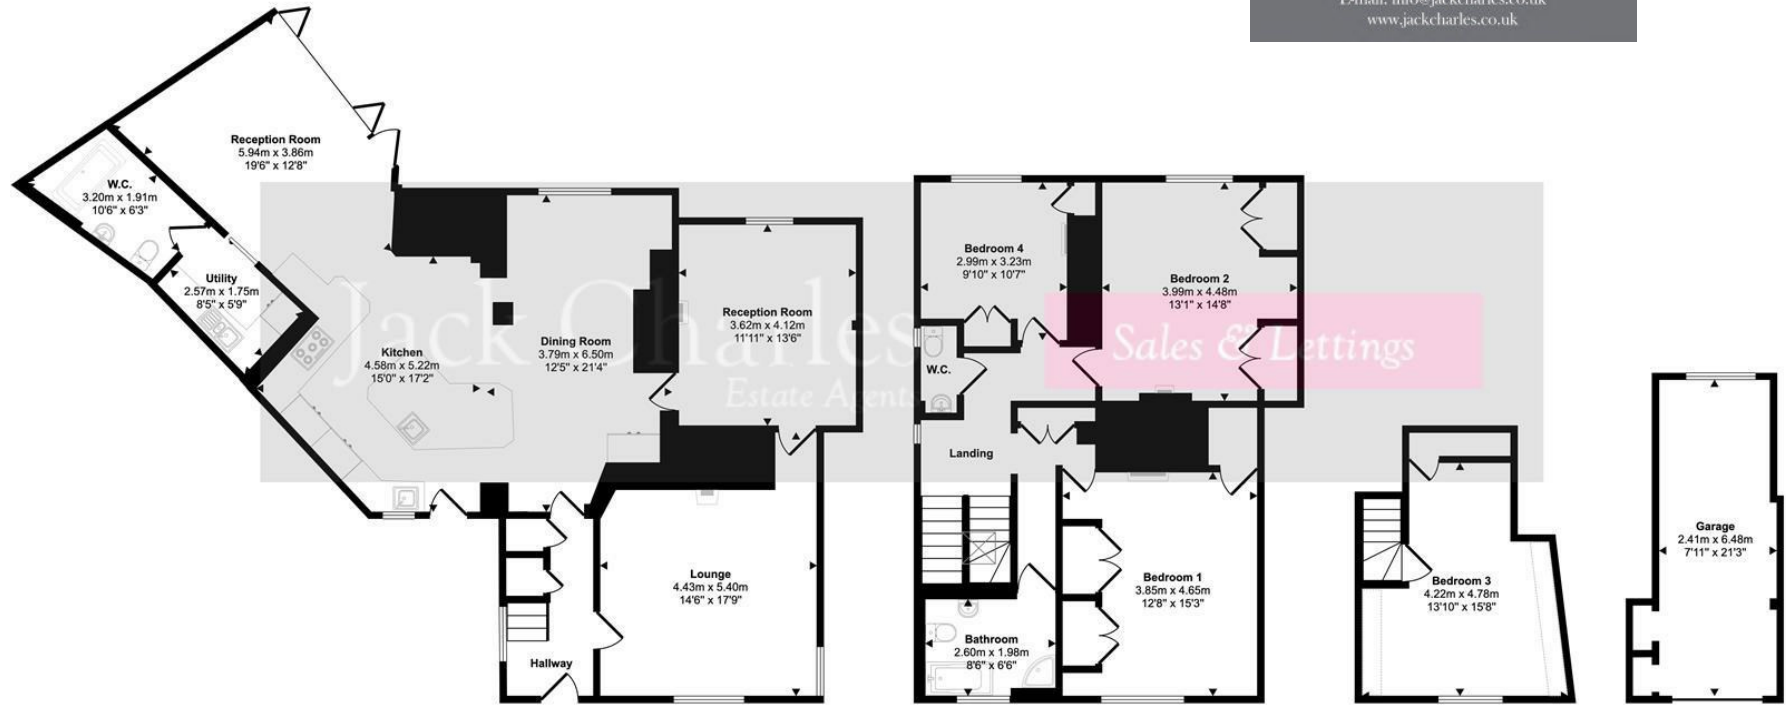 E-mail: info@jackcharles.co.uk
www.jackcharles.co.uk
Reception Room
5.94m x 3.86m
19'6" x 12'8"
W.C.
3.20m x 1.91m
10'6" x 6'3"
Utility
2.57m x 1.75m
8'5" x 5'9"
Kitchen
4.58m x 5.22m
15'0" x 17'2"
Dining Room
3.79m x 6.50m
12'5" x 21'4"
Reception Room
3.62m x 4.12m
11'11" x 13'6"
Lounge
4.43m x 5.40m
14'6" x 17'9"
Hallway
Jack Charles
Estate Agents
Sales & Lettings
Bedroom 4
2.99m x 3.23m
9'10" x 10'7"
Bedroom 2
3.99m x 4.48m
13'1" x 14'8"
W.C.
Landing
Bedroom 1
3.85m x 4.65m
12'8" x 15'3"
Bathroom
2.60m x 1.98m
8'6" x 6'6"
Bedroom 3
4.22m x 4.78m
13'10" x 15'8"
Garage
2.41m x 6.48m
7'11" x 21'3"